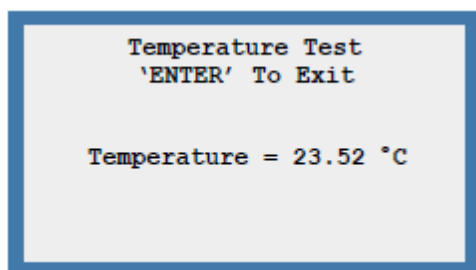 Temperature Test
‘ENTER’ To Exit
Temperature = 23.52 °C